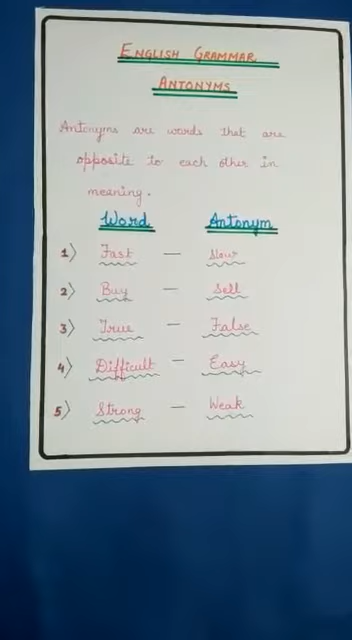 ENGLISH GRAMMAR
ANTONYMS
Antonyms are words that are
opposite to each other in
meaning.
Word Antonym
1) Fast — Slow
2) Buy — Sell
3) True — False
4) Difficult — Easy
5) Strong — Weak